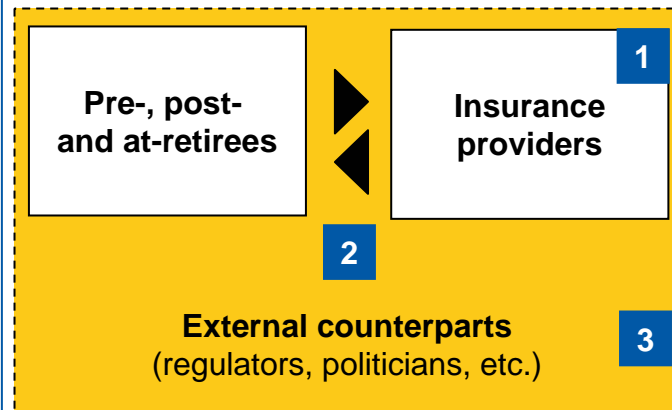 1
Pre-, post-
and at-retirees
Insurance
providers
2
External counterparts
(regulators, politicians, etc.)
3